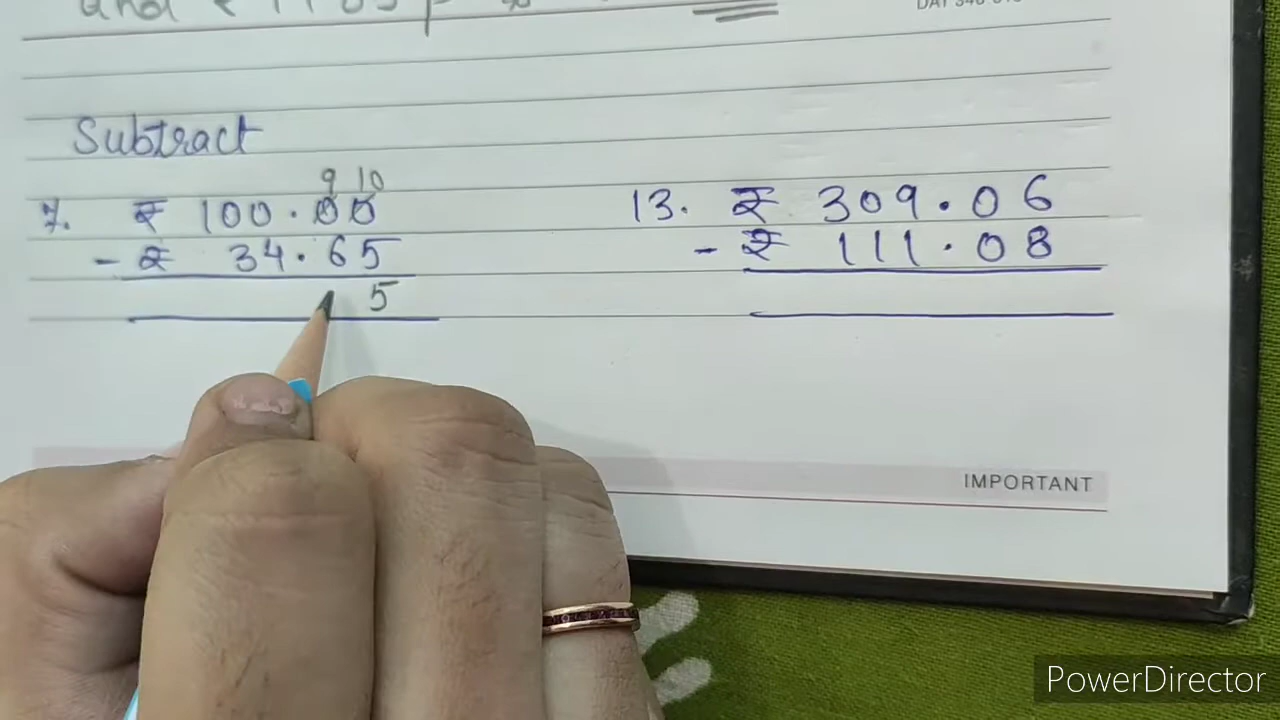 Subtract
9 10
7. ₹ 100.00
- ₹ 34.65
5
13. ₹ 309.06
- ₹ 111.08
IMPORTANT
PowerDirector